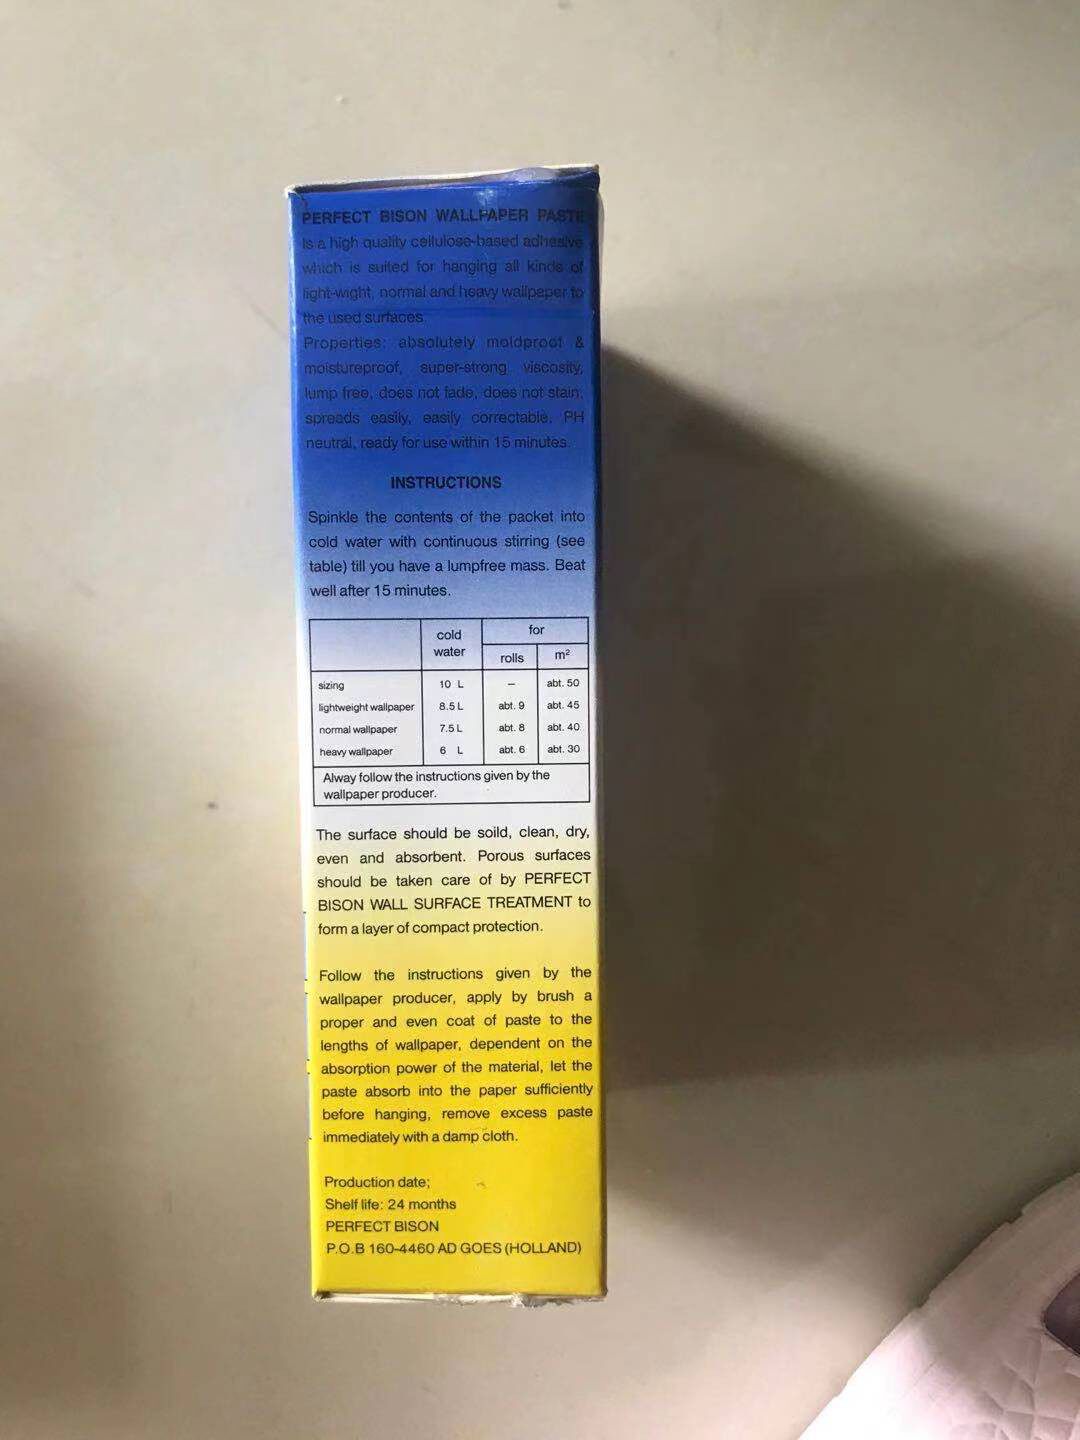 PERFECT BISON WALLPAPER PASTE
Is a high quality cellulose-based adhesive
which is suited for hanging all kinds of
light-wight, normal and heavy wallpaper to
the used surfaces.
Properties: absolutely moldproof &
moistureproof, super-strong viscosity,
lump free, does not fade, does not stain,
spreads easily, easily correctable, PH
neutral, ready for use within 15 minutes.
INSTRUCTIONS
Spinkle the contents of the packet into
cold water with continuous stirring (see
table) till you have a lumpfree mass. Beat
well after 15 minutes.
cold water for
rolls m²
sizing 10 L – abt. 50
lightweight wallpaper 8.5 L abt. 9 abt. 45
normal wallpaper 7.5 L abt. 8 abt. 40
heavy wallpaper 6 L abt. 6 abt. 30
Alway follow the instructions given by the
wallpaper producer.
The surface should be soild, clean, dry,
even and absorbent. Porous surfaces
should be taken care of by PERFECT
BISON WALL SURFACE TREATMENT to
form a layer of compact protection.
Follow the instructions given by the
wallpaper producer, apply by brush a
proper and even coat of paste to the
lengths of wallpaper, dependent on the
absorption power of the material, let the
paste absorb into the paper sufficiently
before hanging, remove excess paste
immediately with a damp cloth.
Production date;
Shelf life: 24 months
PERFECT BISON
P.O.B 160-4460 AD GOES (HOLLAND)